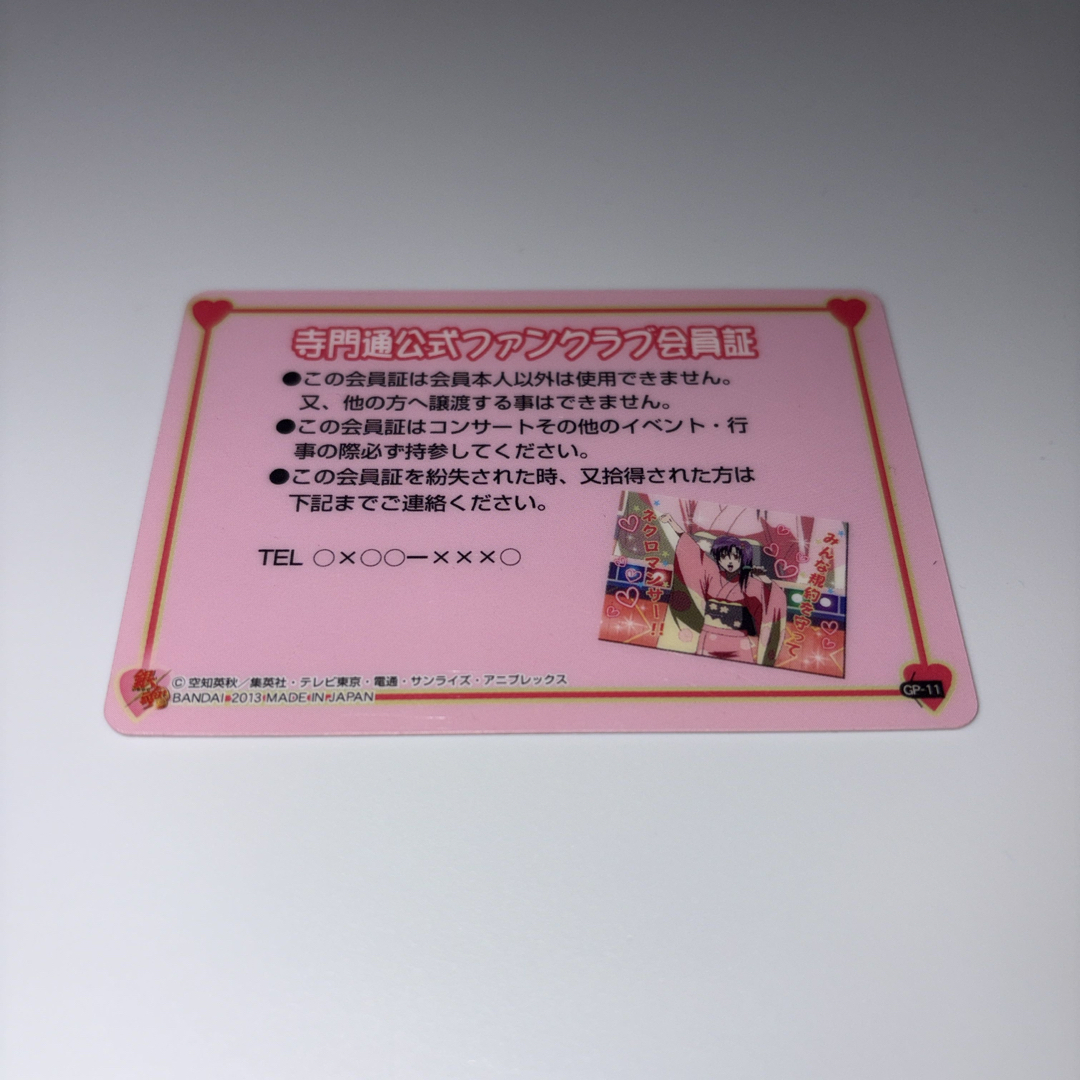 寺門通公式ファンクラブ会員証
●この会員証は会員本人以外は使用できません。
又、他の方へ譲渡する事はできません。
●この会員証はコンサートその他のイベント・行
事の際必ず持参してください。
●この会員証を紛失された時、又拾得された方は
下記までご連絡ください。
TEL ○×○○ー×××○
みんな規約を守って
ネクロマンサー!!
銀魂
©空知英秋/集英社・テレビ東京・電通・サンライズ・アニプレックス
BANDAI 2013 MADE IN JAPAN
GP-11